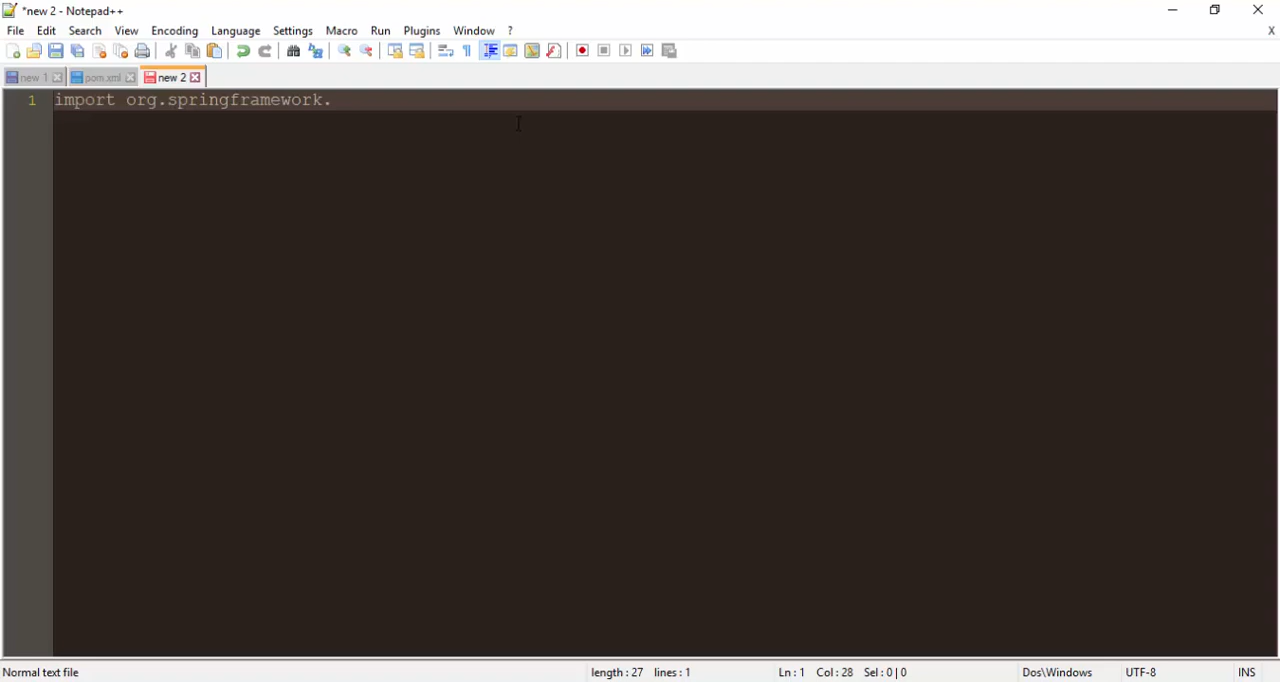 *new 2 - Notepad++
File Edit Search View Encoding Language Settings Macro Run Plugins Window ? X
new 1 pom.xml new 2
1 import org.springframework.
Normal text file length : 27 lines : 1 Ln : 1 Col : 28 Sel : 0 | 0 Dos\Windows UTF-8 INS